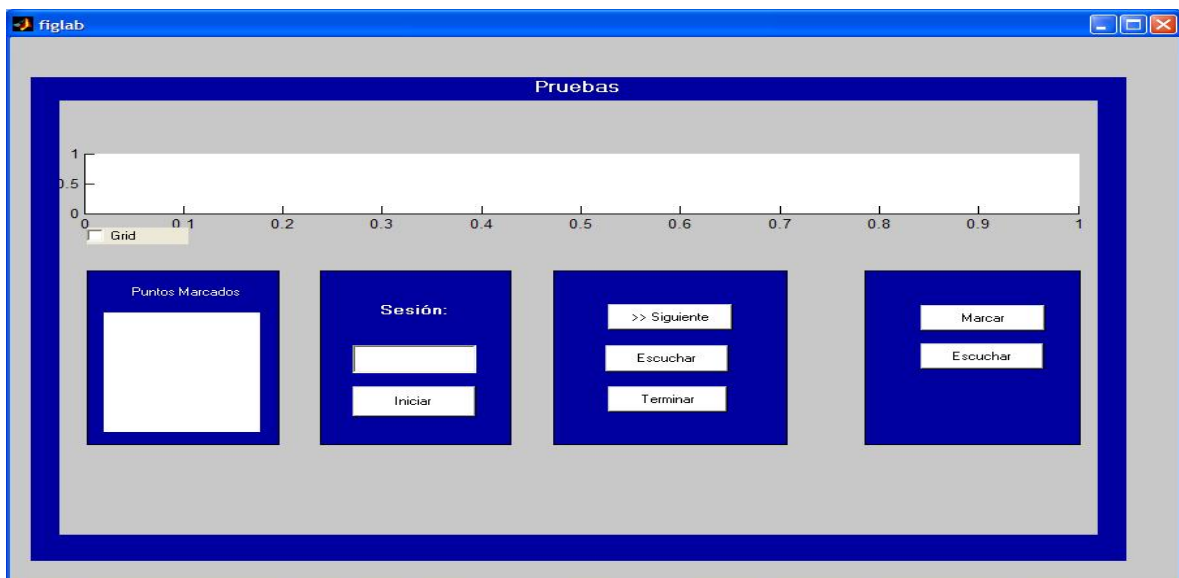 figlab
Pruebas
1
0.5
0
0 0.1 0.2 0.3 0.4 0.5 0.6 0.7 0.8 0.9 1
Grid
Puntos Marcados
Sesión:
Iniciar
>> Siguiente
Escuchar
Terminar
Marcar
Escuchar